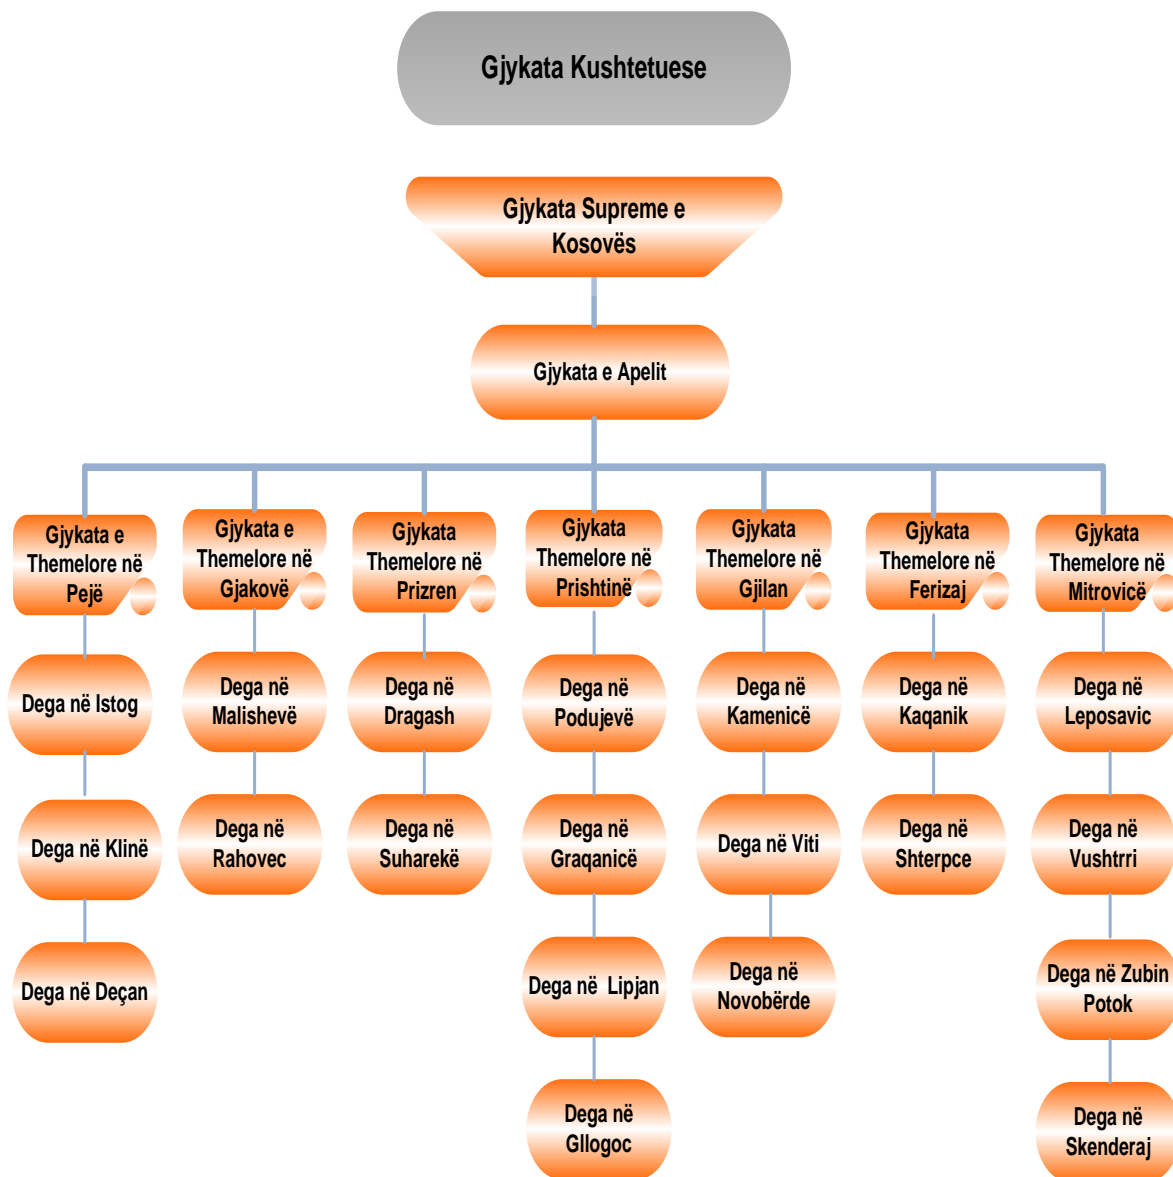 Gjykata Kushtetuese
Gjykata Supreme e
Kosovës
Gjykata e Apelit
Gjykata e
Themelore në
Pejë
Gjykata e
Themelore në
Gjakovë
Gjykata
Themelore në
Prizren
Gjykata
Themelore në
Prishtinë
Gjykata
Themelore në
Gjilan
Gjykata
Themelore në
Ferizaj
Gjykata
Themelore në
Mitrovicë
Dega në Istog
Dega në
Malishevë
Dega në
Dragash
Dega në
Podujevë
Dega në
Kamenicë
Dega në
Kaqanik
Dega në
Leposavic
Dega në Klinë
Dega në
Rahovec
Dega në
Suharekë
Dega në
Graqanicë
Dega në Viti
Dega në
Shterpce
Dega në
Vushtrri
Dega në Deçan
Dega në Lipjan
Dega në
Novobërde
Dega në Zubin
Potok
Dega në
Gllogoc
Dega në
Skenderaj